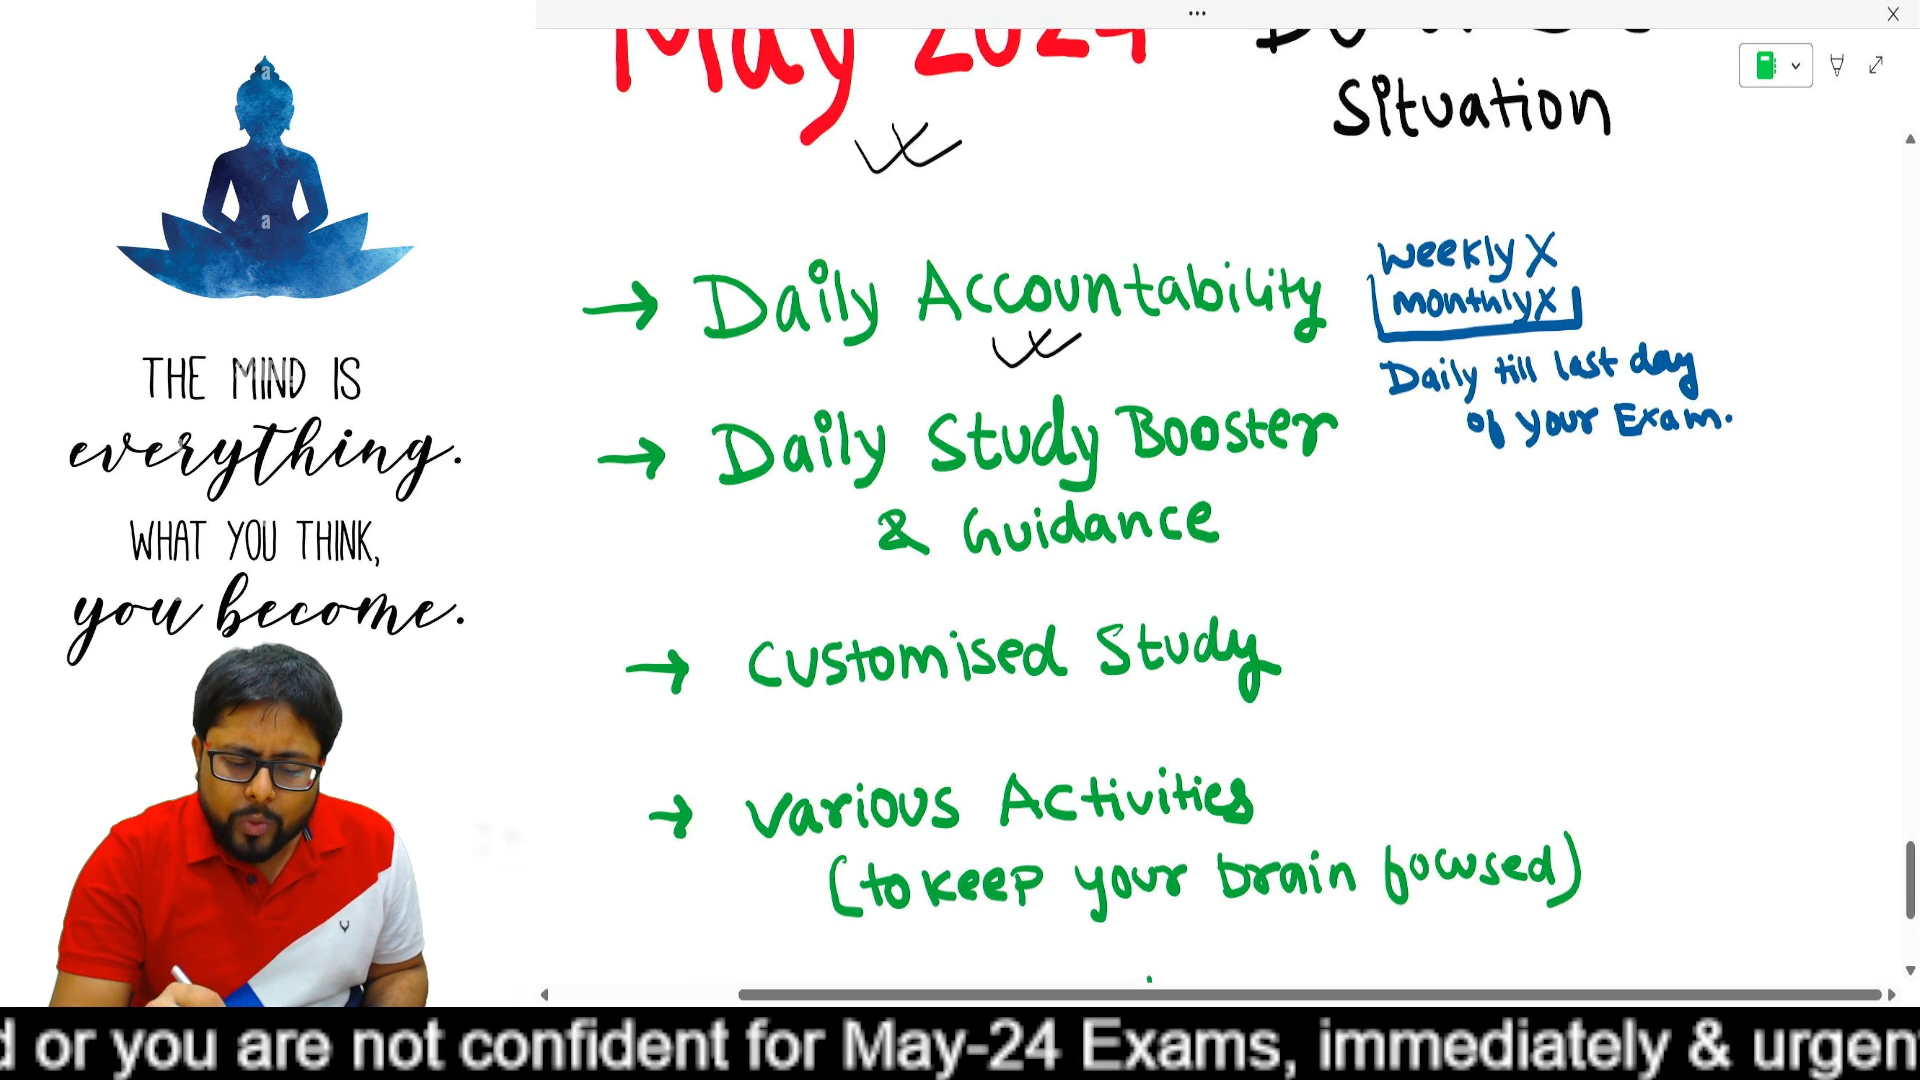 THE MIND IS
everything.
WHAT YOU THINK,
you become.
May 2024
Situation
→ Daily Accountability
weekly X
monthly X
Daily till last day
of your Exam.
→ Daily Study Booster
& Guidance
→ Customised Study
→ Various Activities
(to keep your brain focused)
or you are not confident for May-24 Exams, immediately &